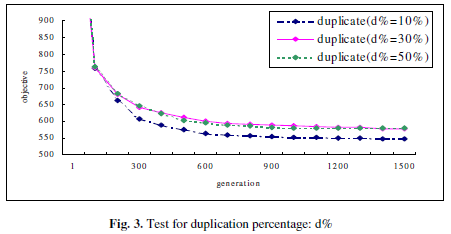 900
850
800
750
700
650
600
550
500
objective
duplicate(d%=10%)
duplicate(d%=30%)
duplicate(d%=50%)
1 300 600 900 1200 1500
generation
Fig. 3. Test for duplication percentage: d%